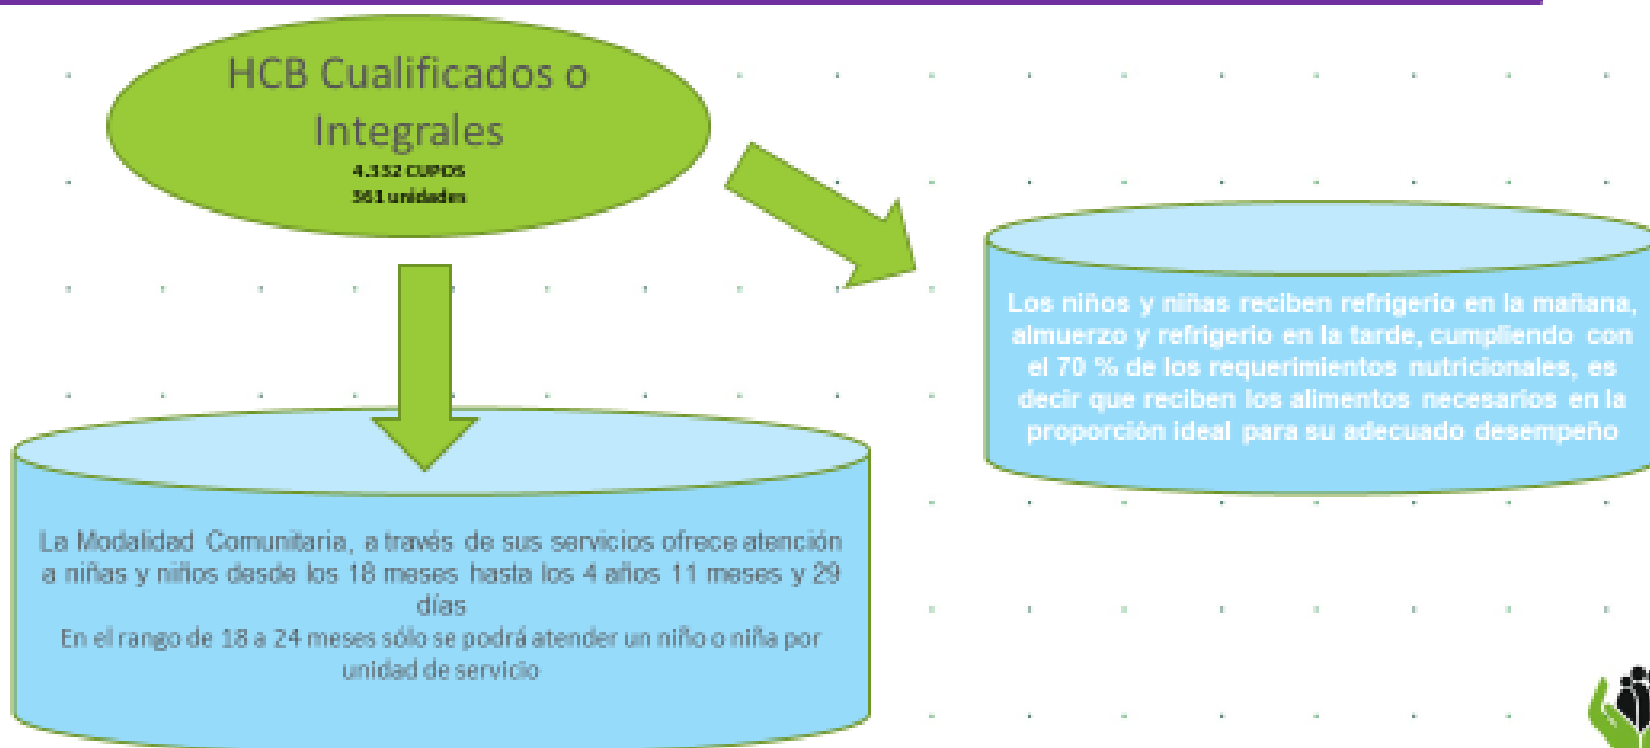 HCB Cualificados o
Integrales
4.332 CUPOS
361 unidades
Los niños y niñas reciben refrigerio en la mañana,
almuerzo y refrigerio en la tarde, cumpliendo con
el 70 % de los requerimientos nutricionales, es
decir que reciben los alimentos necesarios en la
proporción ideal para su adecuado desempeño
La Modalidad Comunitaria, a través de sus servicios ofrece atención
a niñas y niños desde los 18 meses hasta los 4 años 11 meses y 29
días
En el rango de 18 a 24 meses sólo se podrá atender un niño o niña por
unidad de servicio